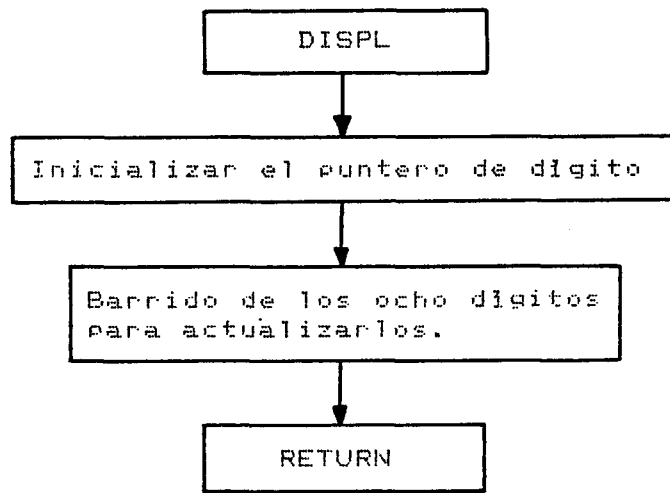 DISPL
Inicializar el puntero de dígito
Barrido de los ocho dígitos
para actualizarlos.
RETURN